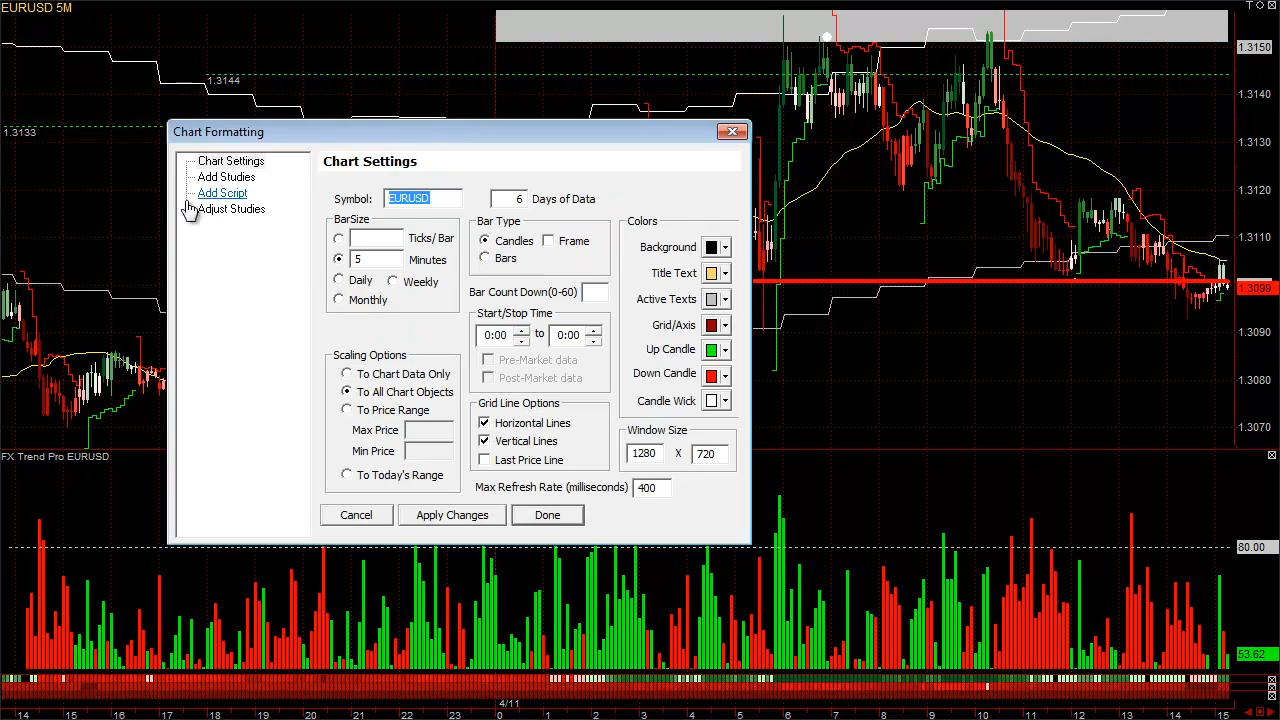 EURUSD 5M
T
1.3144
1.3133
1.3150
1.3140
1.3130
1.3120
1.3110
1.3099
1.3090
1.3080
1.3070
Chart Formatting
Chart Settings
Add Studies
Add Script
Adjust Studies
Chart Settings
Symbol: EURUSD
6 Days of Data
BarSize
Ticks/Bar
5 Minutes
Daily Weekly
Monthly
Bar Type
Candles Frame
Bars
Bar Count Down(0-60)
Start/Stop Time
0:00 to 0:00
Pre-Market data
Post-Market data
Colors
Background
Title Text
Active Texts
Grid/Axis
Up Candle
Down Candle
Candle Wick
Scaling Options
To Chart Data Only
To All Chart Objects
To Price Range
Max Price
Min Price
To Today's Range
Grid Line Options
Horizontal Lines
Vertical Lines
Last Price Line
Window Size
1280 X 720
Max Refresh Rate (milliseconds) 400
Cancel Apply Changes Done
FX Trend Pro EURUSD
80.00
53.62
4/11
14 15 16 17 18 19 20 21 22 23 0 1 2 3 4 5 6 7 8 9 10 11 12 13 14 15